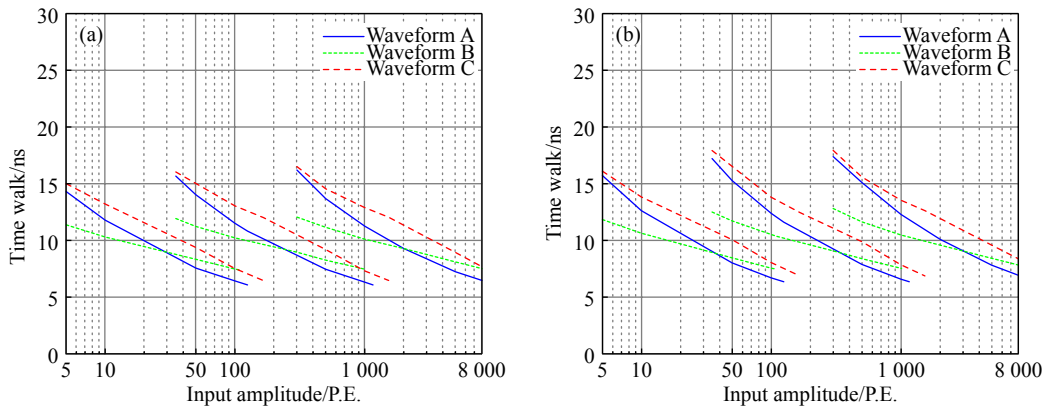 30
(a)
Waveform A
Waveform B
Waveform C
25
20
15
10
5
0
Time walk/ns
5 10 50 100 1 000 8 000
Input amplitude/P.E.
30
(b)
Waveform A
Waveform B
Waveform C
25
20
15
10
5
0
Time walk/ns
5 10 50 100 1 000 8 000
Input amplitude/P.E.